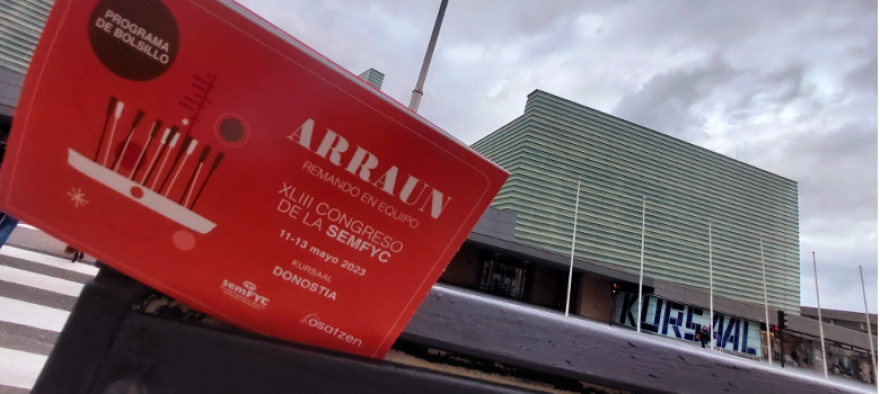 PROGRAMA
DE BOLSILLO
ARRAUN
REMANDO EN EQUIPO
XLIII CONGRESO
DE LA SEMFYC
11-13 mayo 2023
KURSAAL
DONOSTIA
semFYC
osatzen
KURSAAL